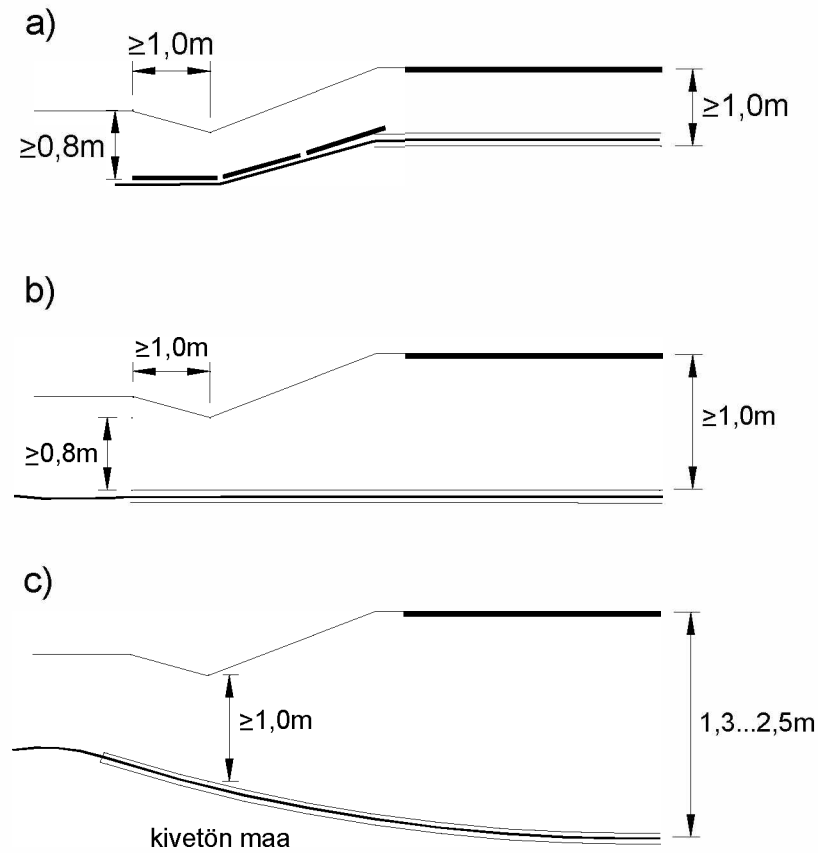 a)
≥1,0m
≥0,8m
≥1,0m
b)
≥1,0m
≥0,8m
≥1,0m
c)
≥1,0m
1,3...2,5m
kivetön maa